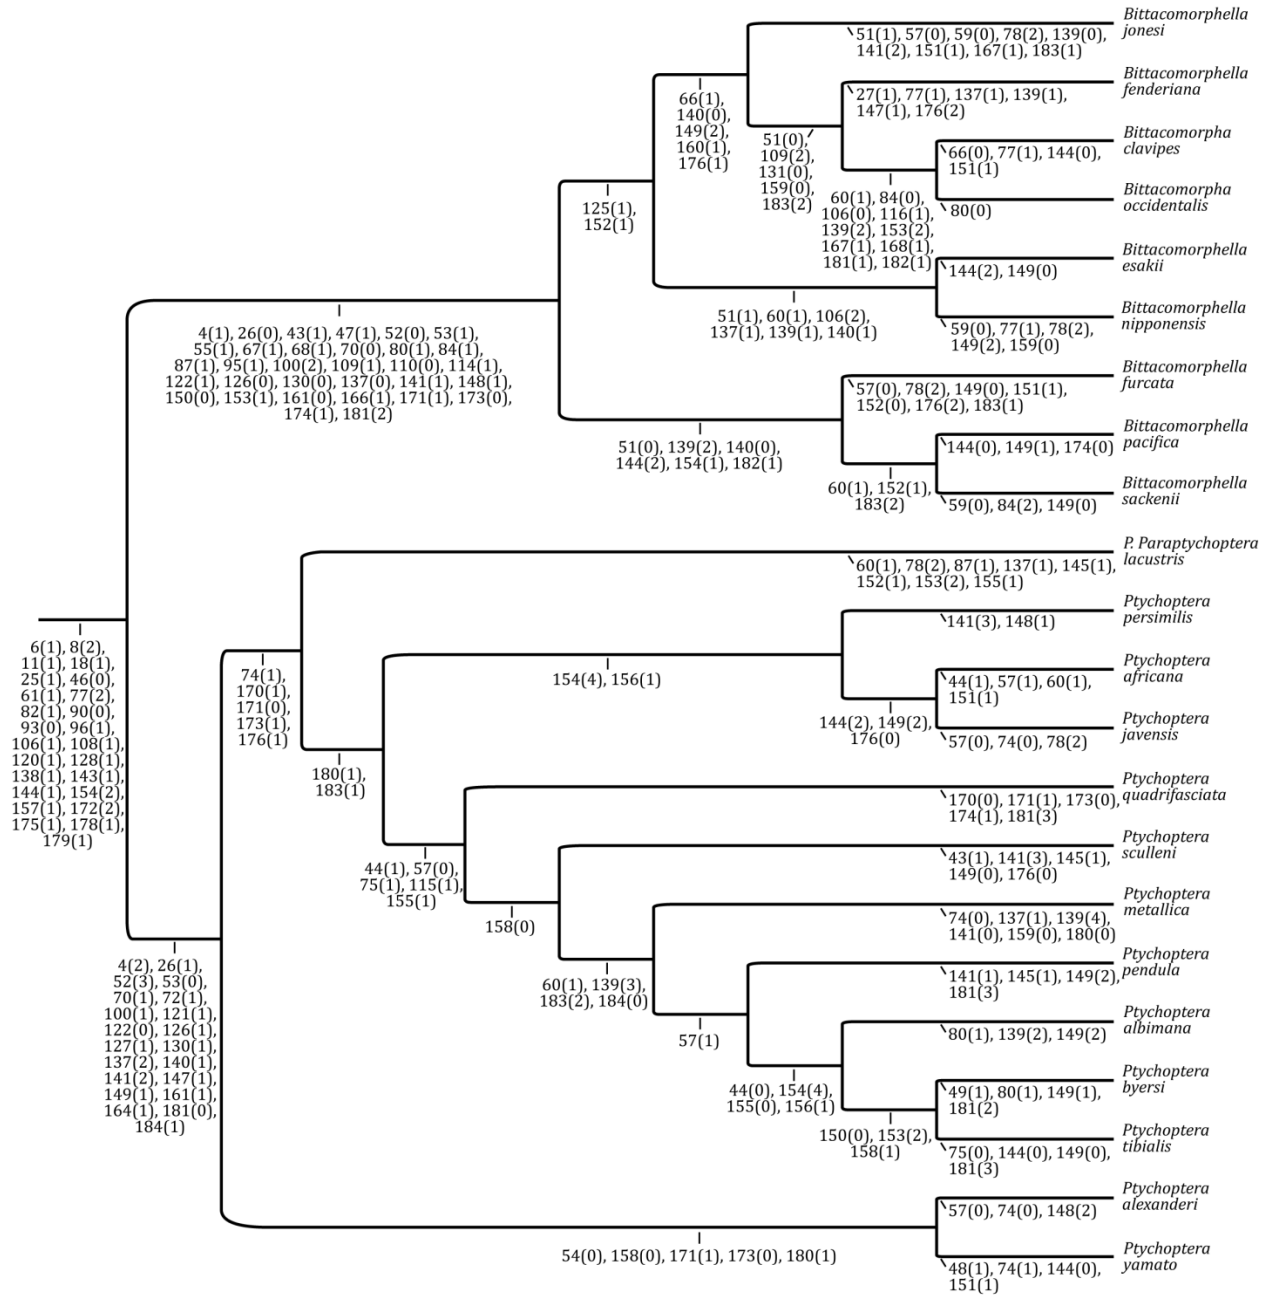 Bittacomorphella
jonesi
51(1), 57(0), 59(0), 78(2), 139(0),
141(2), 151(1), 167(1), 183(1)
Bittacomorphella
fenderiana
27(1), 77(1), 137(1), 139(1),
147(1), 176(2)
66(1),
140(0),
149(2),
160(1),
176(1)
51(0),
109(2),
131(0),
159(0),
183(2)
Bittacomorpha
clavipes
66(0), 77(1), 144(0),
151(1)
Bittacomorpha
occidentalis
80(0)
60(1), 84(0),
106(0), 116(1),
139(2), 153(2),
167(1), 168(1),
181(1), 182(1)
125(1),
152(1)
Bittacomorphella
esakii
144(2), 149(0)
51(1), 60(1), 106(2),
137(1), 139(1), 140(1)
Bittacomorphella
nipponensis
59(0), 77(1), 78(2),
149(2), 159(0)
4(1), 26(0), 43(1), 47(1), 52(0), 53(1),
55(1), 67(1), 68(1), 70(0), 80(1), 84(1),
87(1), 95(1), 100(2), 109(1), 110(0), 114(1),
122(1), 126(0), 130(0), 137(0), 141(1), 148(1),
150(0), 153(1), 161(0), 166(1), 171(1), 173(0),
174(1), 181(2)
Bittacomorphella
furcata
57(0), 78(2), 149(0), 151(1),
152(0), 176(2), 183(1)
51(0), 139(2), 140(0),
144(2), 154(1), 182(1)
Bittacomorphella
pacifica
144(0), 149(1), 174(0)
60(1), 152(1),
183(2)
Bittacomorphella
sackenii
59(0), 84(2), 149(0)
P. Paraptychoptera
lacustris
60(1), 78(2), 87(1), 137(1), 145(1),
152(1), 153(2), 155(1)
6(1), 8(2),
11(1), 18(1),
25(1), 46(0),
61(1), 77(2),
82(1), 90(0),
93(0), 96(1),
106(1), 108(1),
120(1), 128(1),
138(1), 143(1),
144(1), 154(2),
157(1), 172(2),
175(1), 178(1),
179(1)
74(1),
170(1),
171(0),
173(1),
176(1)
Ptychoptera
persimilis
141(3), 148(1)
154(4), 156(1)
Ptychoptera
africana
44(1), 57(1), 60(1),
151(1)
144(2), 149(2),
176(0)
Ptychoptera
javensis
57(0), 74(0), 78(2)
180(1),
183(1)
Ptychoptera
quadrifasciata
170(0), 171(1), 173(0),
174(1), 181(3)
44(1), 57(0),
75(1), 115(1),
155(1)
Ptychoptera
sculleni
43(1), 141(3), 145(1),
149(0), 176(0)
158(0)
Ptychoptera
metallica
74(0), 137(1), 139(4),
141(0), 159(0), 180(0)
60(1), 139(3),
183(2), 184(0)
Ptychoptera
pendula
141(1), 145(1), 149(2),
181(3)
57(1)
Ptychoptera
albimana
80(1), 139(2), 149(2)
44(0), 154(4),
155(0), 156(1)
Ptychoptera
byersi
49(1), 80(1), 149(1),
181(2)
150(0), 153(2),
158(1)
Ptychoptera
tibialis
75(0), 144(0), 149(0),
181(3)
4(2), 26(1),
52(3), 53(0),
70(1), 72(1),
100(1), 121(1),
122(0), 126(1),
127(1), 130(1),
137(2), 140(1),
141(2), 147(1),
149(1), 161(1),
164(1), 181(0),
184(1)
Ptychoptera
alexanderi
57(0), 74(0), 148(2)
54(0), 158(0), 171(1), 173(0), 180(1)
Ptychoptera
yamato
48(1), 74(1), 144(0),
151(1)